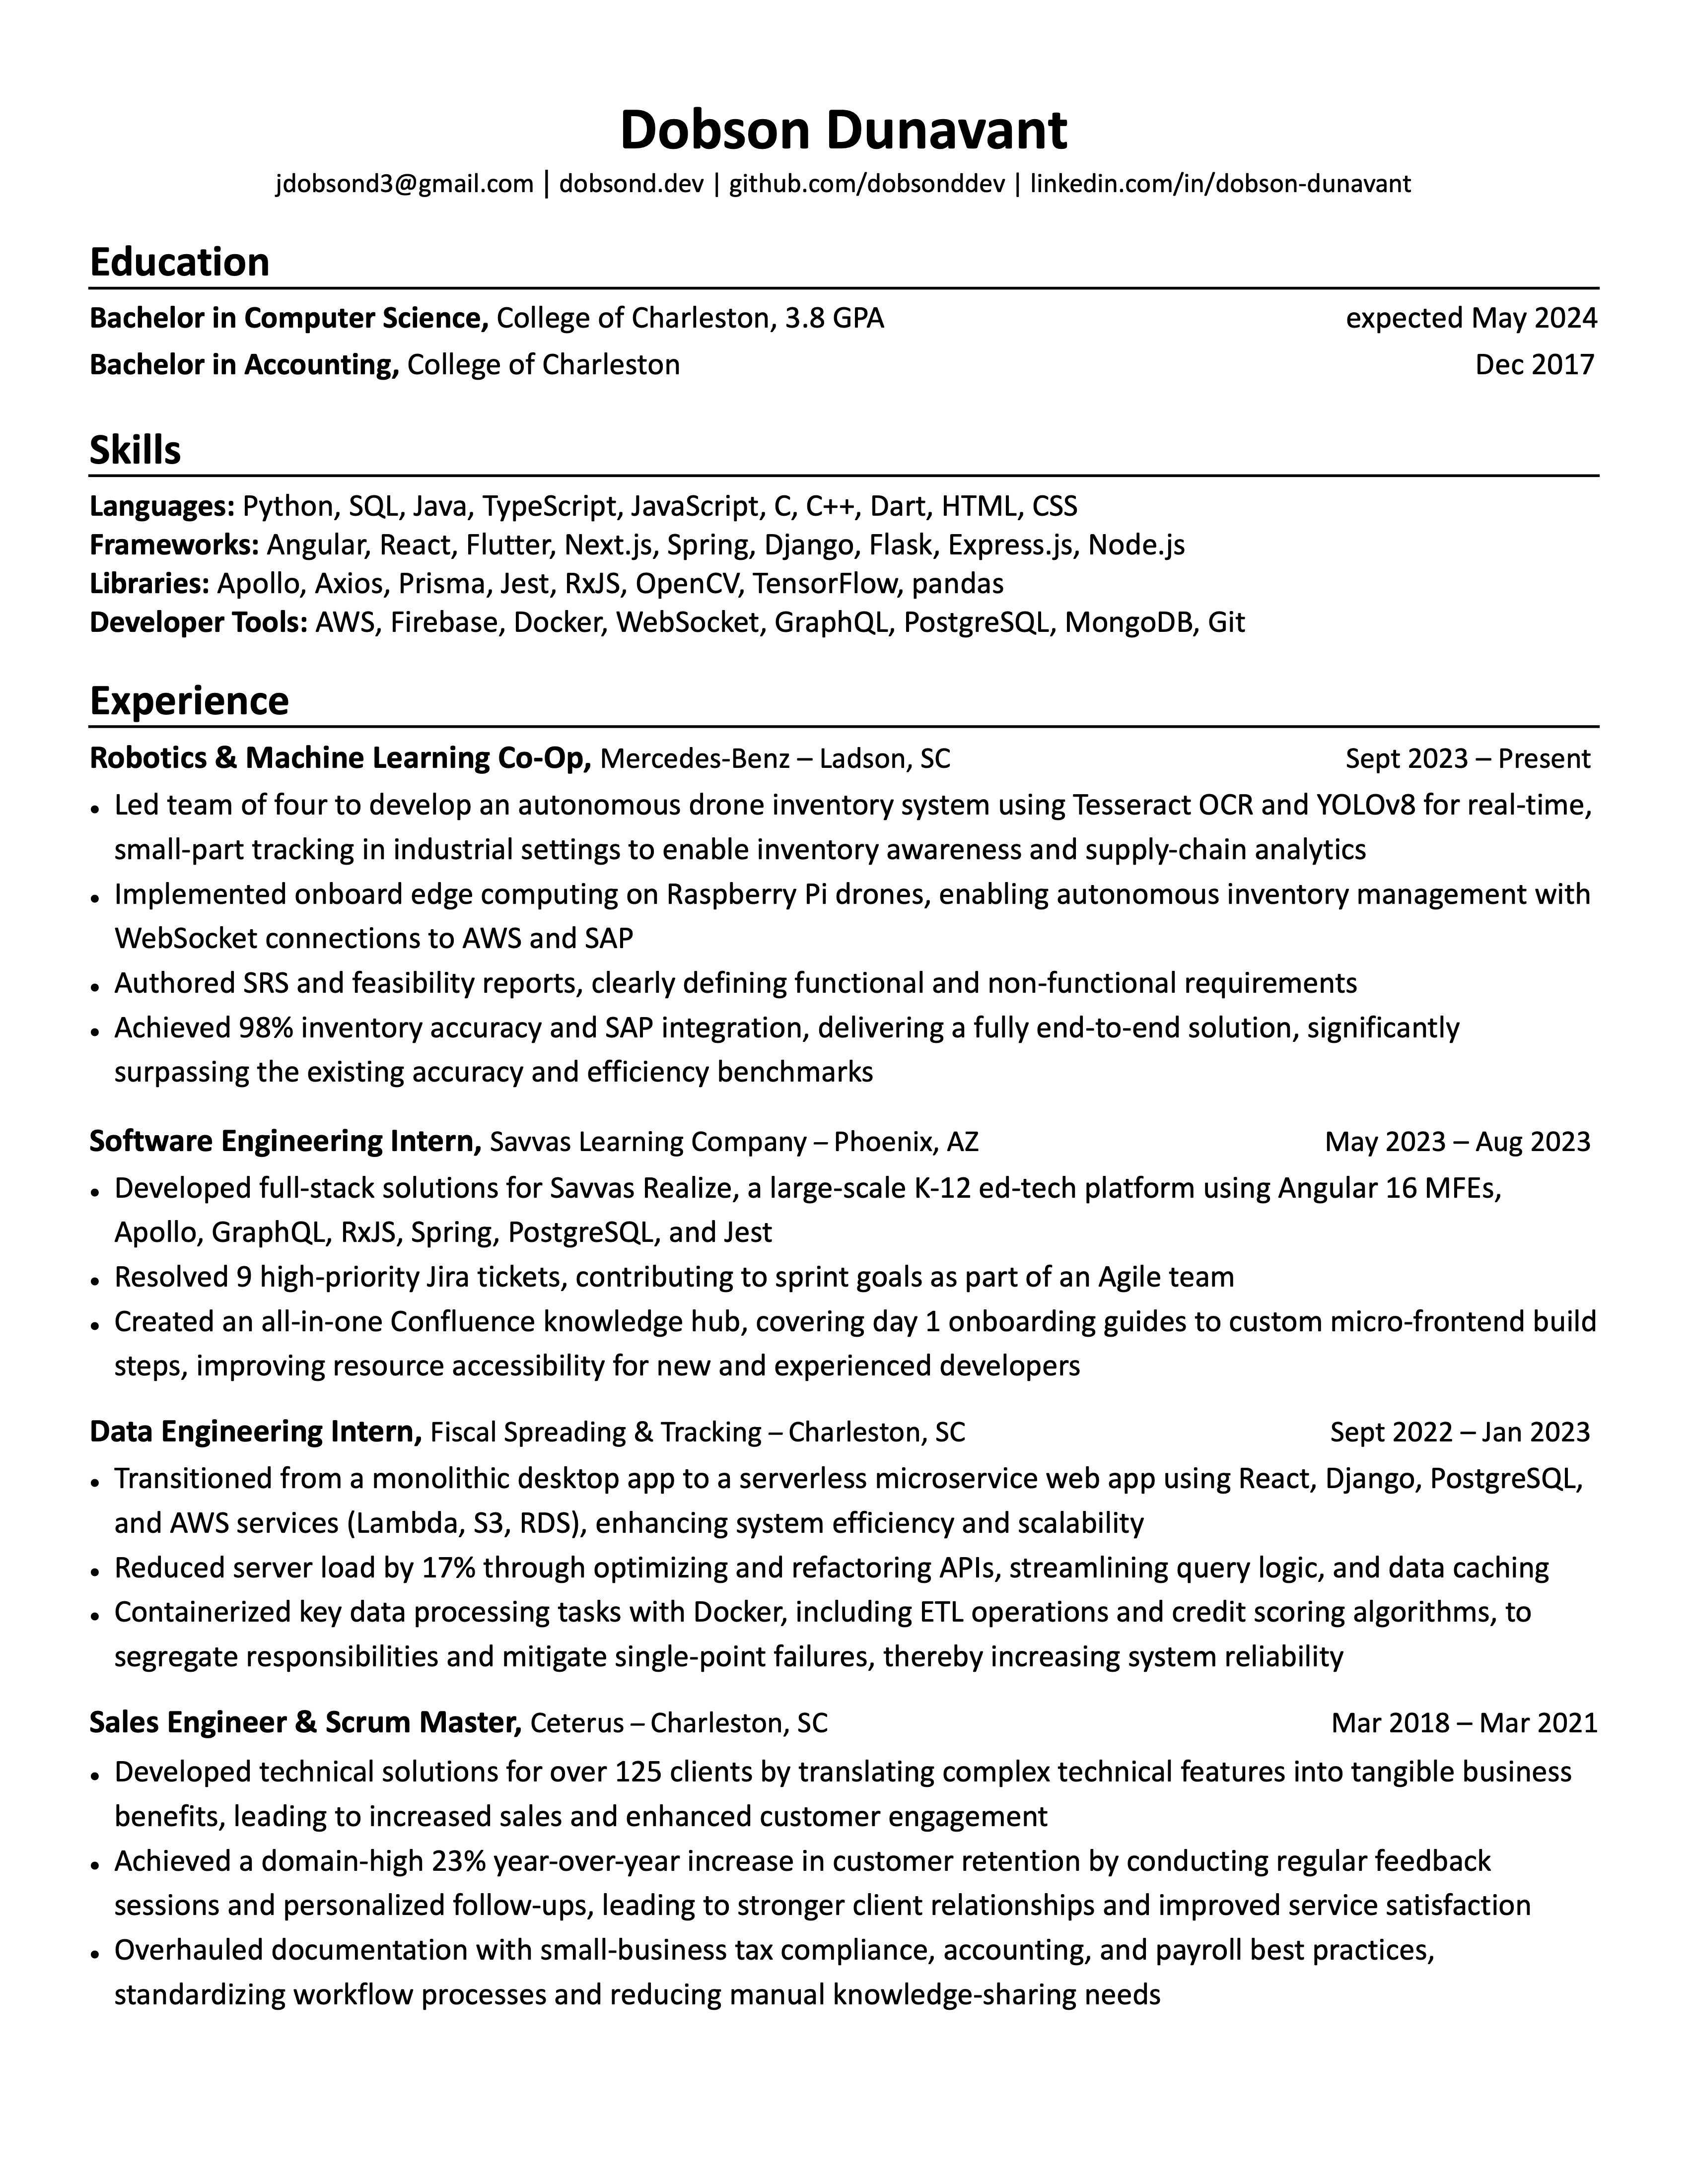 Dobson Dunavant
jdobsond3@gmail.com | dobsond.dev | github.com/dobsonddev | linkedin.com/in/dobson-dunavant
Education
Bachelor in Computer Science, College of Charleston, 3.8 GPA expected May 2024
Bachelor in Accounting, College of Charleston Dec 2017
Skills
Languages: Python, SQL, Java, TypeScript, JavaScript, C, C++, Dart, HTML, CSS
Frameworks: Angular, React, Flutter, Next.js, Spring, Django, Flask, Express.js, Node.js
Libraries: Apollo, Axios, Prisma, Jest, RxJS, OpenCV, TensorFlow, pandas
Developer Tools: AWS, Firebase, Docker, WebSocket, GraphQL, PostgreSQL, MongoDB, Git
Experience
Robotics & Machine Learning Co-Op, Mercedes-Benz – Ladson, SC Sept 2023 – Present
• Led team of four to develop an autonomous drone inventory system using Tesseract OCR and YOLOv8 for real-time,
small-part tracking in industrial settings to enable inventory awareness and supply-chain analytics
• Implemented onboard edge computing on Raspberry Pi drones, enabling autonomous inventory management with
WebSocket connections to AWS and SAP
• Authored SRS and feasibility reports, clearly defining functional and non-functional requirements
• Achieved 98% inventory accuracy and SAP integration, delivering a fully end-to-end solution, significantly
surpassing the existing accuracy and efficiency benchmarks
Software Engineering Intern, Savvas Learning Company – Phoenix, AZ May 2023 – Aug 2023
• Developed full-stack solutions for Savvas Realize, a large-scale K-12 ed-tech platform using Angular 16 MFEs,
Apollo, GraphQL, RxJS, Spring, PostgreSQL, and Jest
• Resolved 9 high-priority Jira tickets, contributing to sprint goals as part of an Agile team
• Created an all-in-one Confluence knowledge hub, covering day 1 onboarding guides to custom micro-frontend build
steps, improving resource accessibility for new and experienced developers
Data Engineering Intern, Fiscal Spreading & Tracking – Charleston, SC Sept 2022 – Jan 2023
• Transitioned from a monolithic desktop app to a serverless microservice web app using React, Django, PostgreSQL,
and AWS services (Lambda, S3, RDS), enhancing system efficiency and scalability
• Reduced server load by 17% through optimizing and refactoring APIs, streamlining query logic, and data caching
• Containerized key data processing tasks with Docker, including ETL operations and credit scoring algorithms, to
segregate responsibilities and mitigate single-point failures, thereby increasing system reliability
Sales Engineer & Scrum Master, Ceterus – Charleston, SC Mar 2018 – Mar 2021
• Developed technical solutions for over 125 clients by translating complex technical features into tangible business
benefits, leading to increased sales and enhanced customer engagement
• Achieved a domain-high 23% year-over-year increase in customer retention by conducting regular feedback
sessions and personalized follow-ups, leading to stronger client relationships and improved service satisfaction
• Overhauled documentation with small-business tax compliance, accounting, and payroll best practices,
standardizing workflow processes and reducing manual knowledge-sharing needs